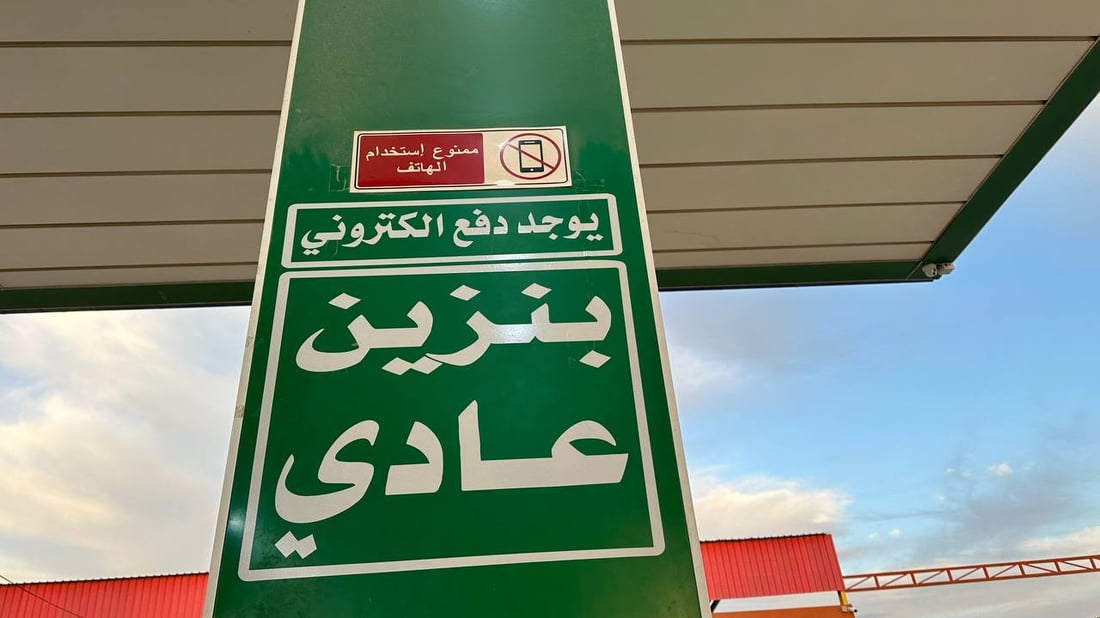 ممنوع إستخدام
الهاتف
يوجد دفع الكتروني
بنزين
عادي